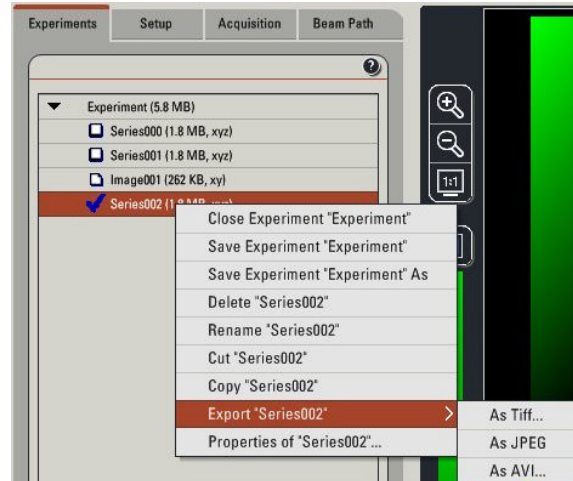 Experiments Setup Acquisition Beam Path
?
Experiment (5.8 MB)
Series000 (1.8 MB, xyz)
Series001 (1.8 MB, xyz)
Image001 (262 KB, xy)
Series002
Close Experiment "Experiment"
Save Experiment "Experiment"
1:1
Save Experiment "Experiment" As
Delete "Series002"
Rename "Series002"
Cut "Series002"
Copy "Series002"
Export "Series002"
As Tiff...
Properties of "Series002"...
As JPEG
As AVI...